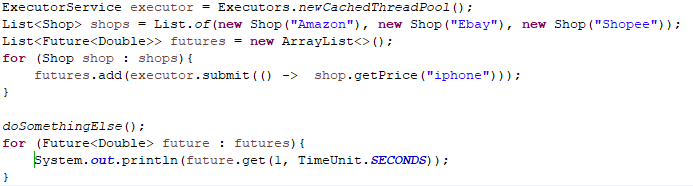 ExecutorService executor = Executors.newCachedThreadPool();
List<Shop> shops = List.of(new Shop("Amazon"), new Shop("Ebay"), new Shop("Shopee"));
List<Future<Double>> futures = new ArrayList<>();
for (Shop shop : shops){
    futures.add(executor.submit(() ->  shop.getPrice("iphone")));
}

doSomethingElse();
for (Future<Double> future : futures){
    System.out.println(future.get(1, TimeUnit.SECONDS));
}